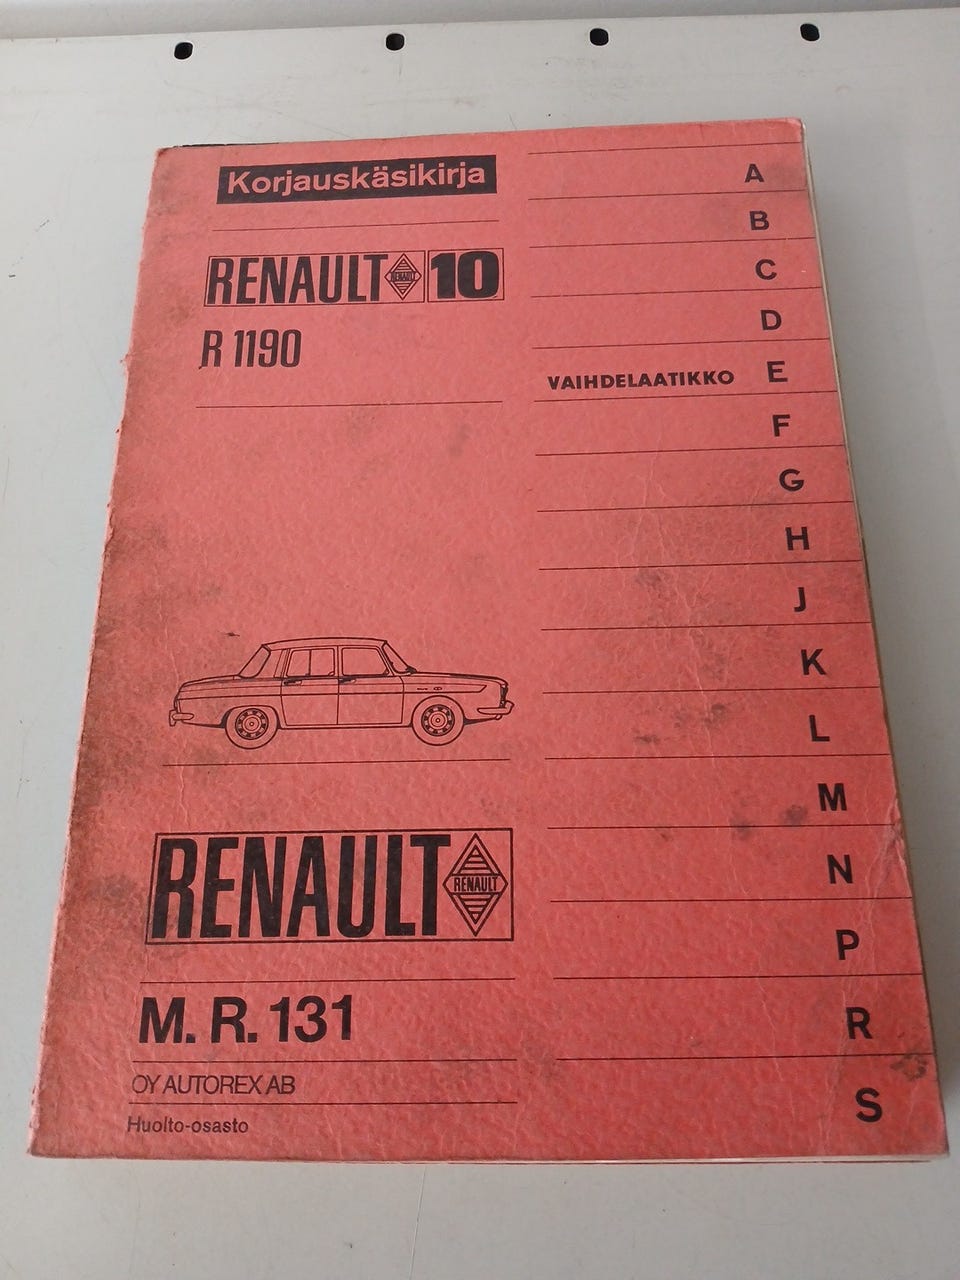 Korjauskäsikirja
RENAULT RENAULT 10
R 1190
RENAULT RENAULT
M. R. 131
OY AUTOREX AB
Huolto-osasto
A
B
C
D
VAIHDELAATIKKO E
F
G
H
J
K
L
M
N
P
R
S